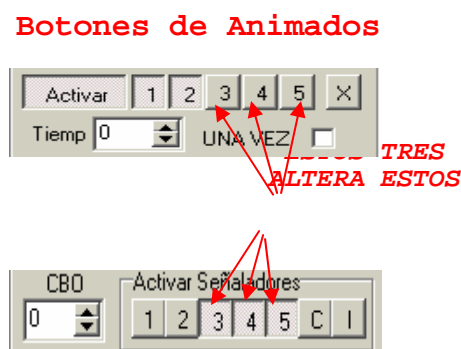 Botones de Animados
Activar 1 2 3 4 5 X
Tiemp 0 UNA VEZ
ESTOS TRES
ALTERA ESTOS
CBO Activar Señaladores
0 1 2 3 4 5 C I